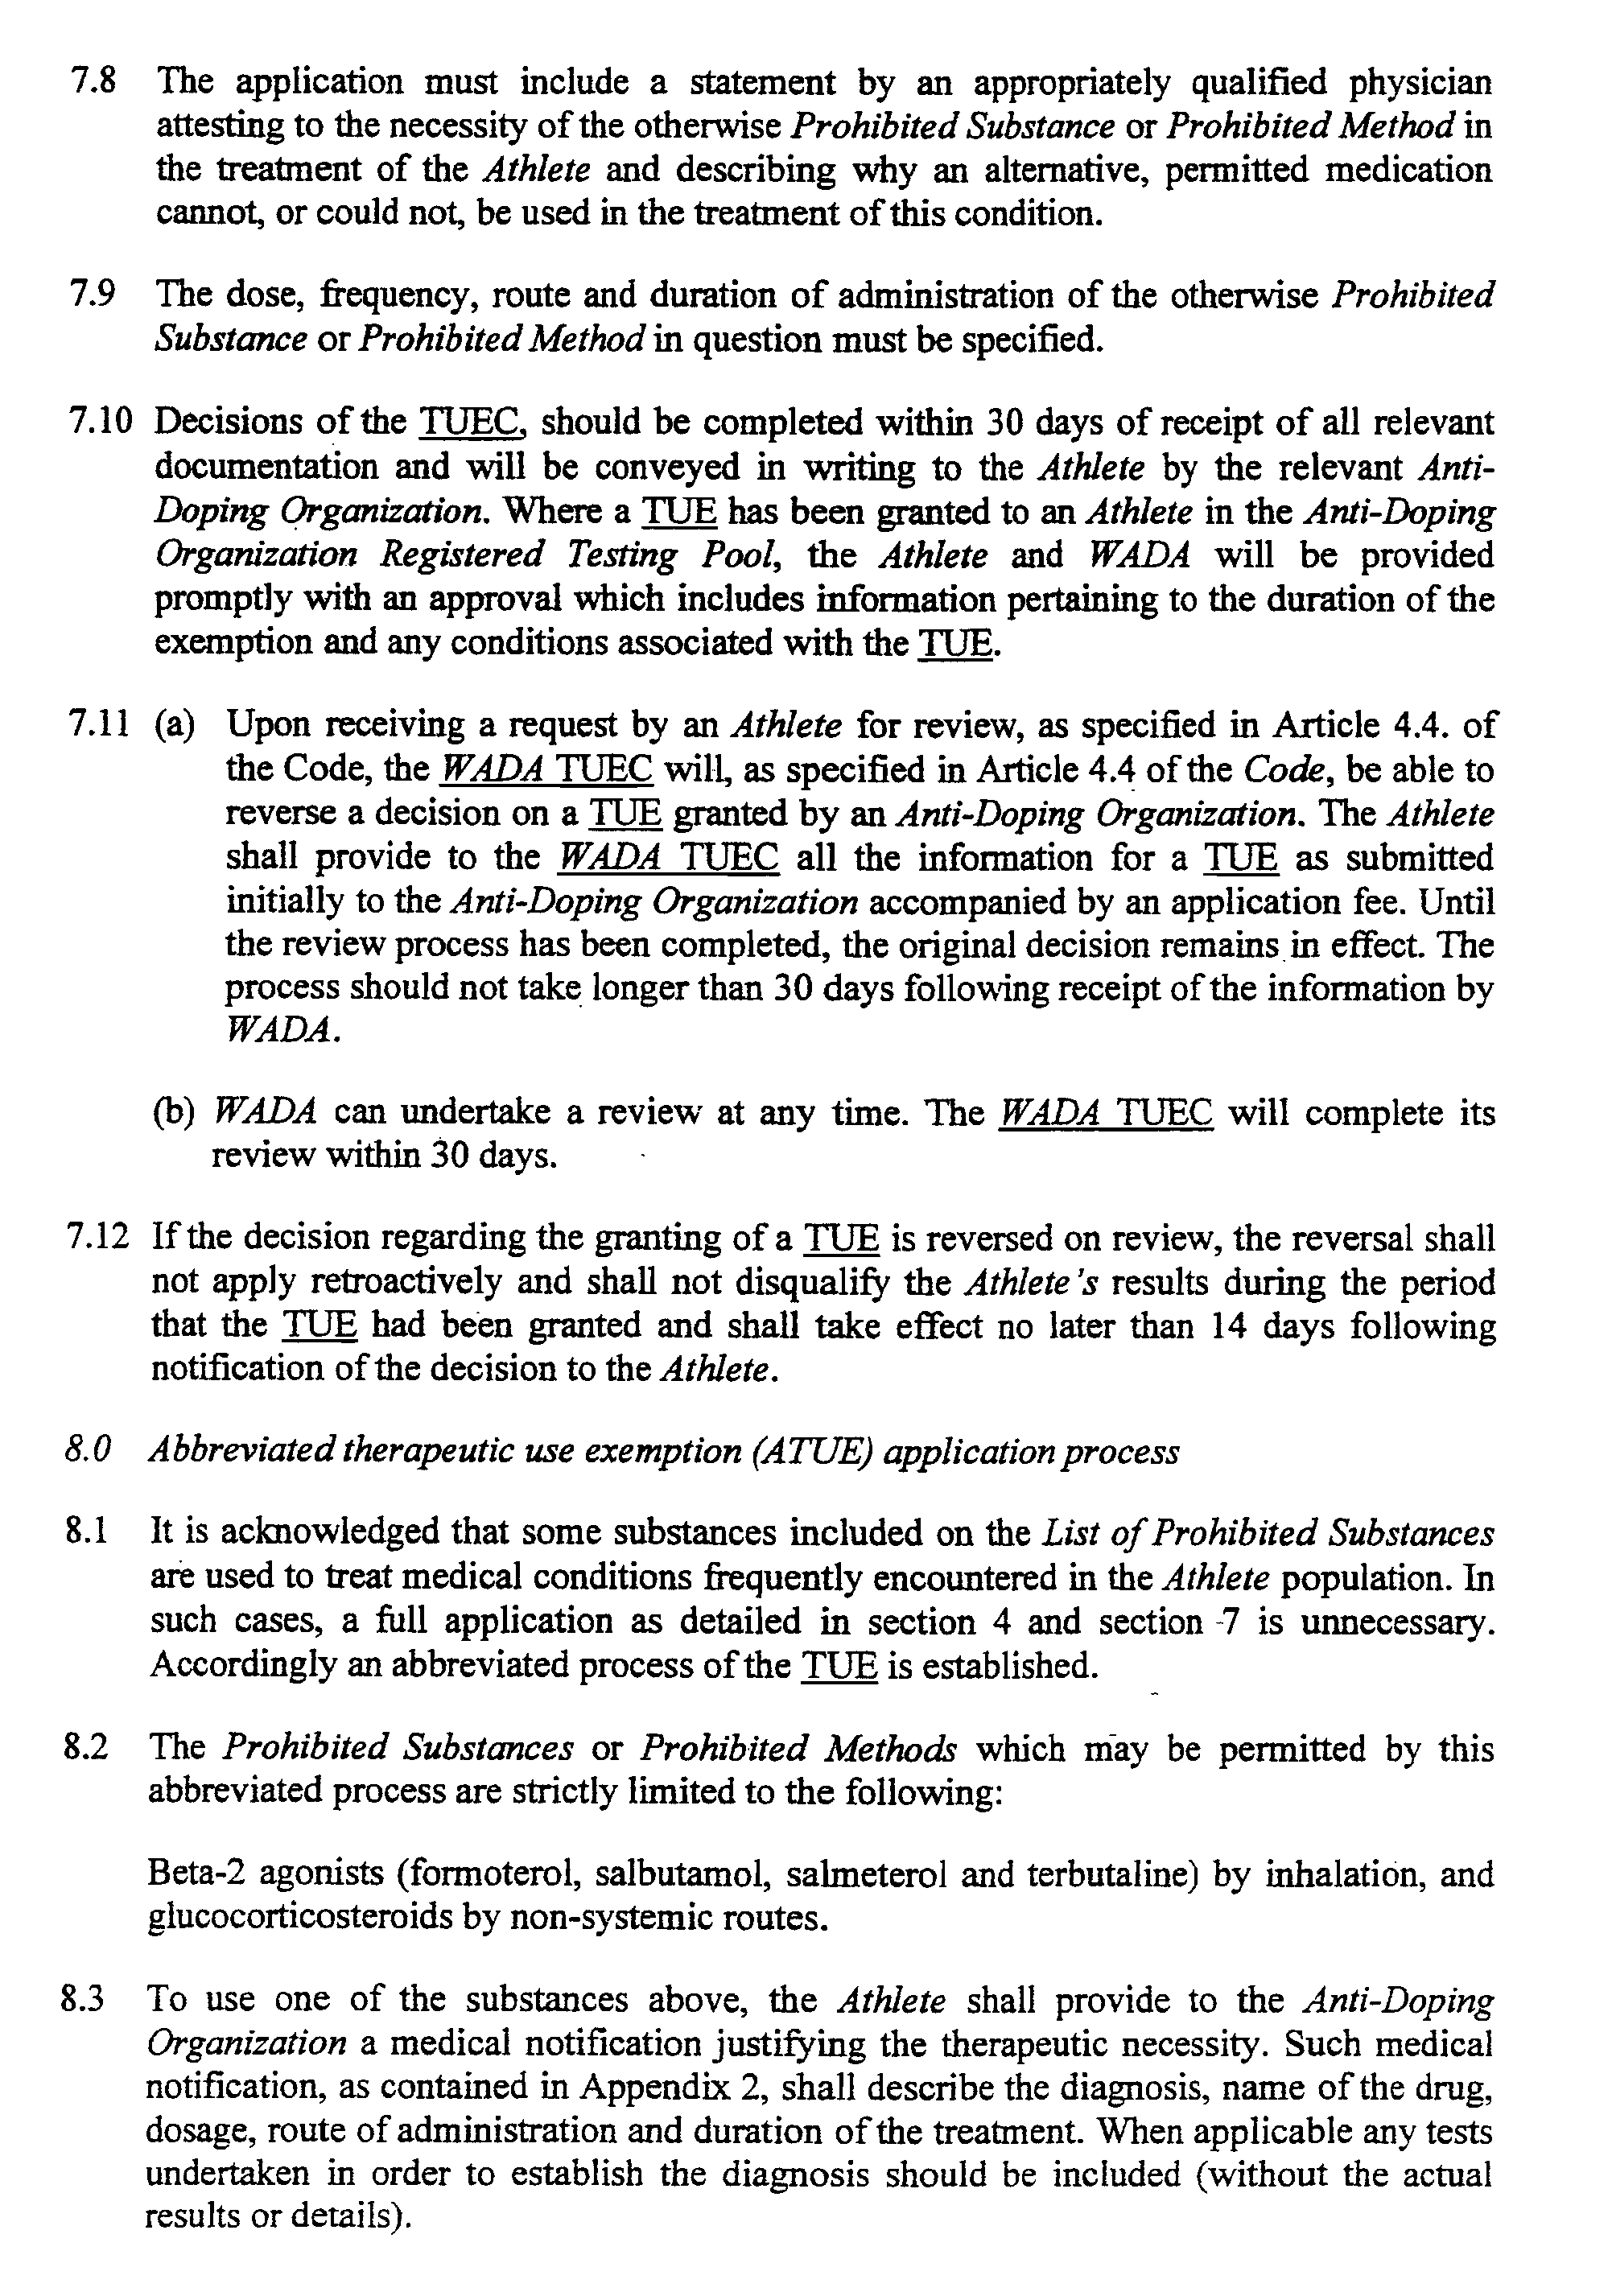 7.8 The application must include a statement by an appropriately qualified physician
attesting to the necessity of the otherwise Prohibited Substance or Prohibited Method in
the treatment of the Athlete and describing why an alternative, permitted medication
cannot, or could not, be used in the treatment of this condition.
7.9 The dose, frequency, route and duration of administration of the otherwise Prohibited
Substance or Prohibited Method in question must be specified.
7.10 Decisions of the TUEC, should be completed within 30 days of receipt of all relevant
documentation and will be conveyed in writing to the Athlete by the relevant Anti-
Doping Organization. Where a TUE has been granted to an Athlete in the Anti-Doping
Organization Registered Testing Pool, the Athlete and WADA will be provided
promptly with an approval which includes information pertaining to the duration of the
exemption and any conditions associated with the TUE.
7.11 (a) Upon receiving a request by an Athlete for review, as specified in Article 4.4. of
the Code, the WADA TUEC will, as specified in Article 4.4 of the Code, be able to
reverse a decision on a TUE granted by an Anti-Doping Organization. The Athlete
shall provide to the WADA TUEC all the information for a TUE as submitted
initially to the Anti-Doping Organization accompanied by an application fee. Until
the review process has been completed, the original decision remains in effect. The
process should not take longer than 30 days following receipt of the information by
WADA.
(b) WADA can undertake a review at any time. The WADA TUEC will complete its
review within 30 days.
7.12 If the decision regarding the granting of a TUE is reversed on review, the reversal shall
not apply retroactively and shall not disqualify the Athlete's results during the period
that the TUE had been granted and shall take effect no later than 14 days following
notification of the decision to the Athlete.
8.0 Abbreviated therapeutic use exemption (ATUE) application process
8.1 It is acknowledged that some substances included on the List of Prohibited Substances
are used to treat medical conditions frequently encountered in the Athlete population. In
such cases, a full application as detailed in section 4 and section 7 is unnecessary.
Accordingly an abbreviated process of the TUE is established.
8.2 The Prohibited Substances or Prohibited Methods which may be permitted by this
abbreviated process are strictly limited to the following:
Beta-2 agonists (formoterol, salbutamol, salmeterol and terbutaline) by inhalation, and
glucocorticosteroids by non-systemic routes.
8.3 To use one of the substances above, the Athlete shall provide to the Anti-Doping
Organization a medical notification justifying the therapeutic necessity. Such medical
notification, as contained in Appendix 2, shall describe the diagnosis, name of the drug,
dosage, route of administration and duration of the treatment. When applicable any tests
undertaken in order to establish the diagnosis should be included (without the actual
results or details).